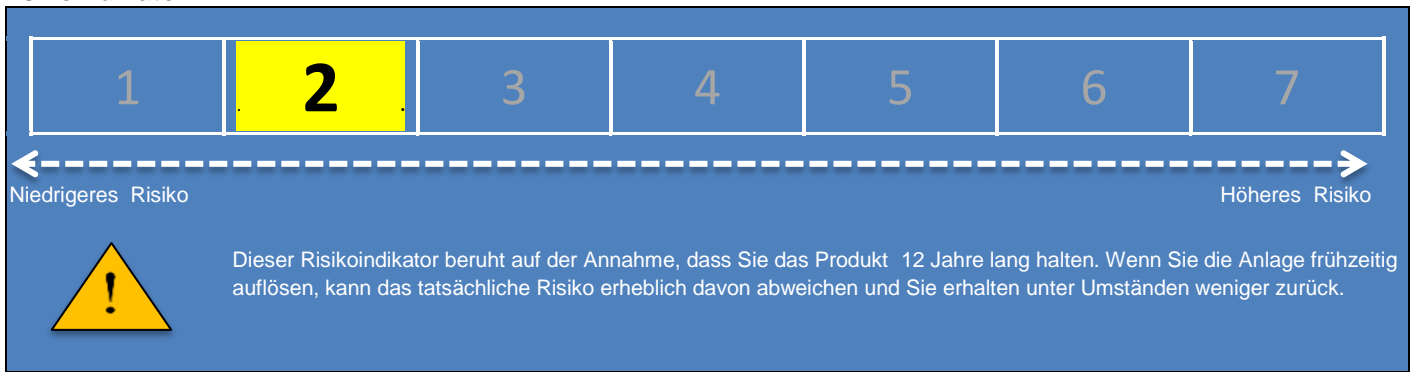 1 2 3 4 5 6 7
Niedrigeres Risiko Höheres Risiko
Dieser Risikoindikator beruht auf der Annahme, dass Sie das Produkt 12 Jahre lang halten. Wenn Sie die Anlage frühzeitig
auflösen, kann das tatsächliche Risiko erheblich davon abweichen und Sie erhalten unter Umständen weniger zurück.